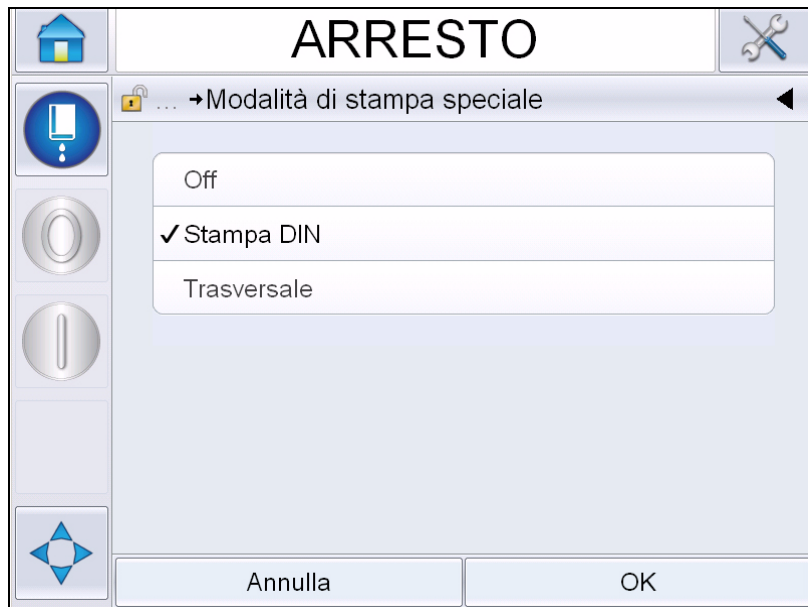 ARRESTO
... →Modalità di stampa speciale
Off
✓Stampa DIN
Trasversale
Annulla
OK